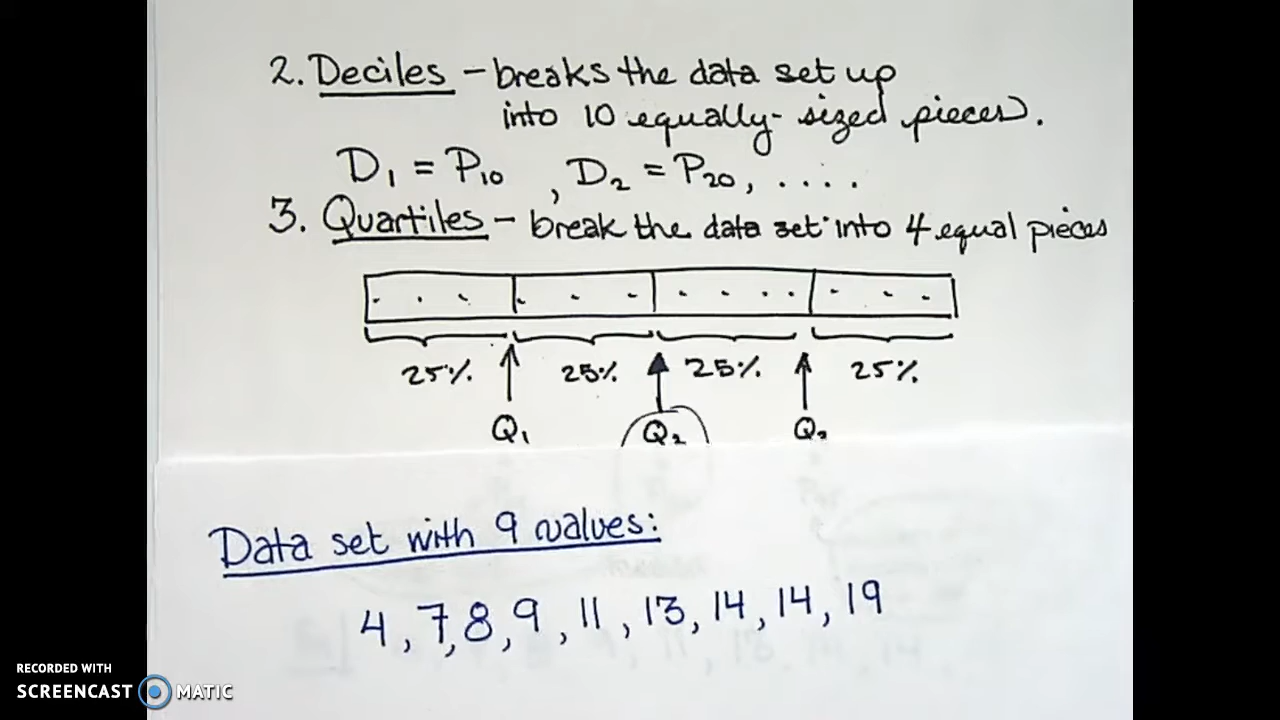 2. Deciles - breaks the data set up
into 10 equally-sized pieces.
D₁ = P₁₀ , D₂ = P₂₀, ....
3. Quartiles - break the data set into 4 equal pieces
25% 25% 25% 25%
Q₁ Q₂ Q₃
Data set with 9 values:
4, 7, 8, 9, 11, 13, 14, 14, 19
RECORDED WITH
SCREENCAST MATIC